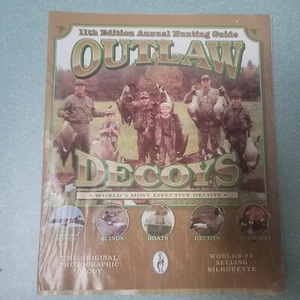 11th Edition Annual Hunting Guide
OUTLAW
DECOYS
• WORLD'S MOST EFFECTIVE DECOYS •
BLINDS
BOATS
DECOYS
THE ORIGINAL
PHOTOGRAPHIC
DECOY
WORLD'S #1
SELLING
SILHOUETTE